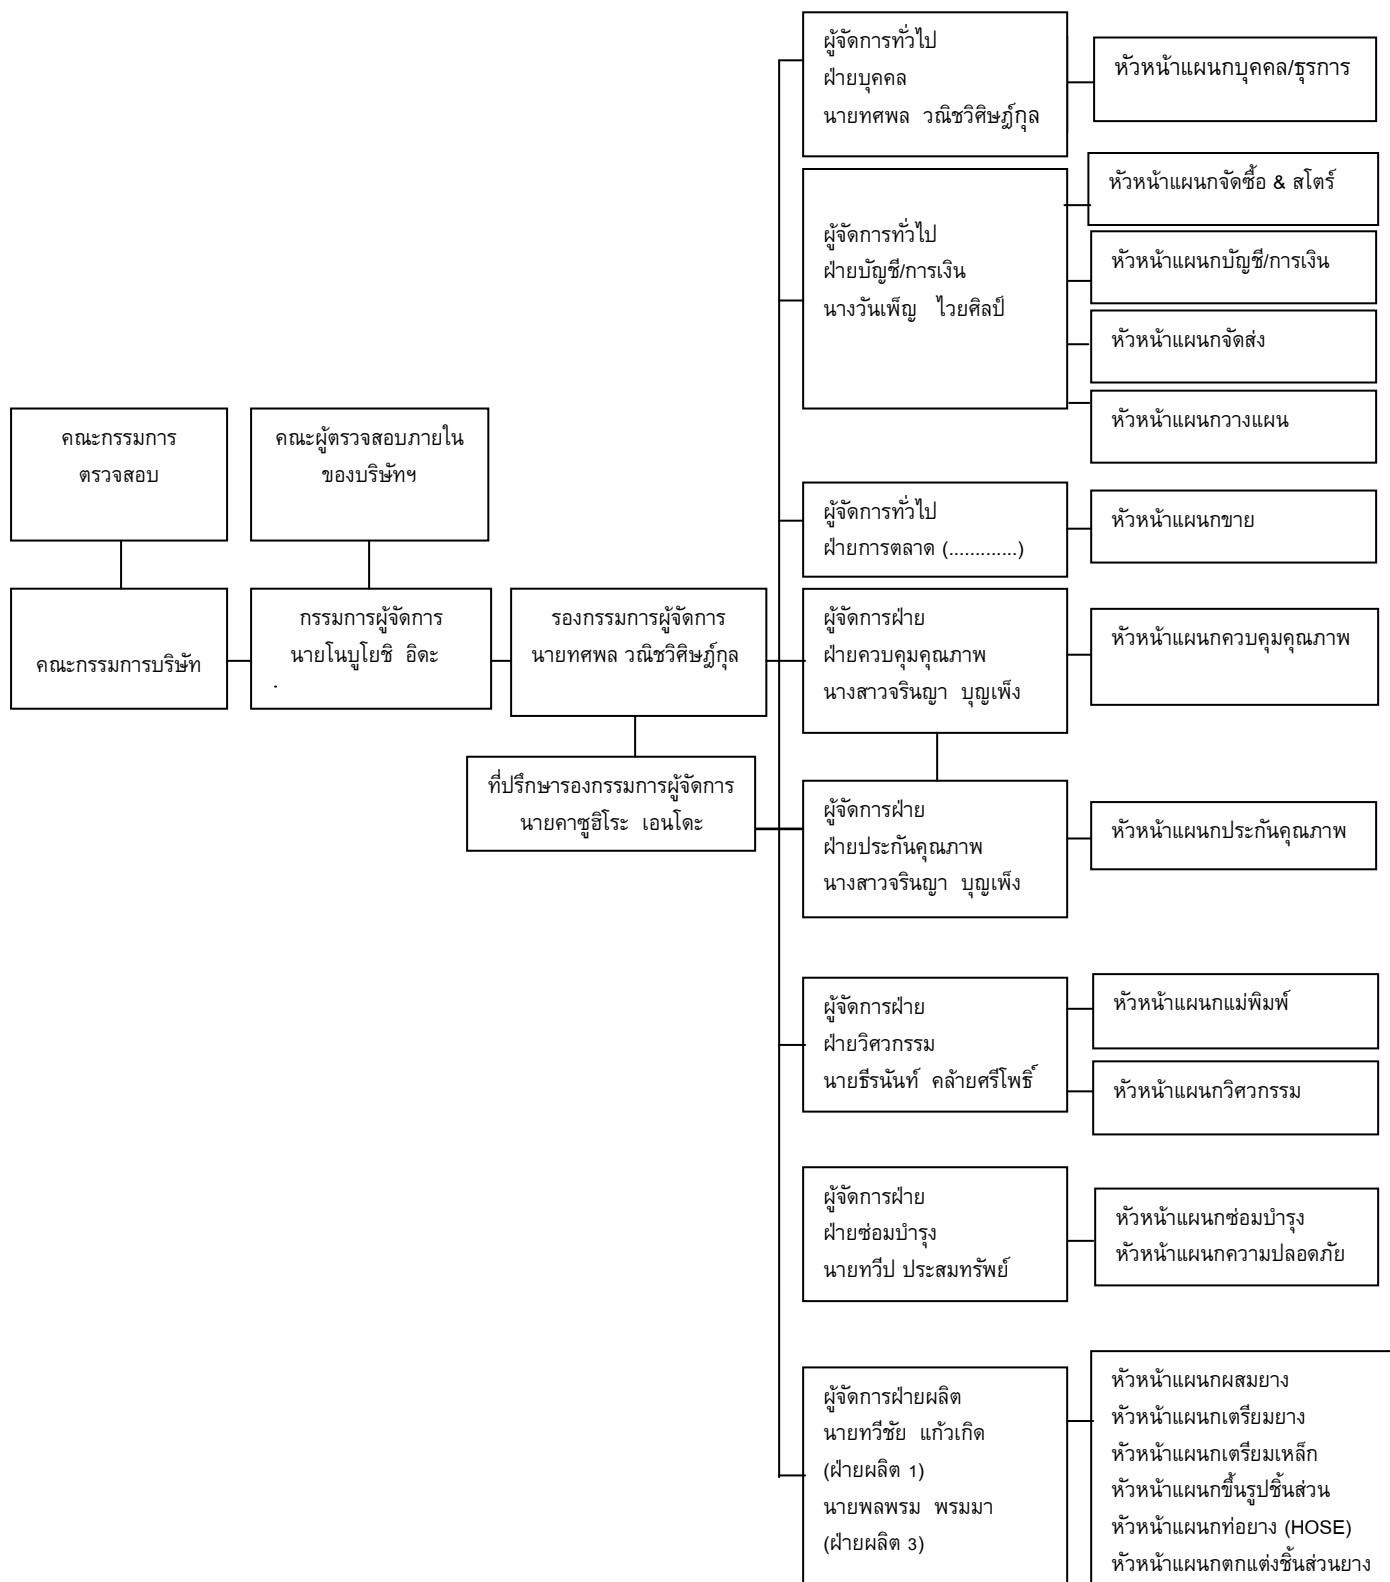 ผู้จัดการทั่วไป
ฝ่ายบุคคล
นายทศพล วณิชวิศิษฎ์กุล
หัวหน้าแผนกบุคคล/ธุรการ
ผู้จัดการทั่วไป
ฝ่ายบัญชี/การเงิน
นางวันเพ็ญ ไวยศิลป์
หัวหน้าแผนกจัดซื้อ & สโตร์
หัวหน้าแผนกบัญชี/การเงิน
หัวหน้าแผนกจัดส่ง
หัวหน้าแผนกวางแผน
คณะกรรมการ
ตรวจสอบ
คณะผู้ตรวจสอบภายใน
ของบริษัทฯ
ผู้จัดการทั่วไป
ฝ่ายการตลาด (.............)
หัวหน้าแผนกขาย
คณะกรรมการบริษัท
กรรมการผู้จัดการ
นายโนบูโยชิ อิดะ
.
รองกรรมการผู้จัดการ
นายทศพล วณิชวิศิษฎ์กุล
ผู้จัดการฝ่าย
ฝ่ายควบคุมคุณภาพ
นางสาวจรินญา บุญเพ็ง
หัวหน้าแผนกควบคุมคุณภาพ
ที่ปรึกษารองกรรมการผู้จัดการ
นายคาซูฮิโระ เอนโดะ
ผู้จัดการฝ่าย
ฝ่ายประกันคุณภาพ
นางสาวจรินญา บุญเพ็ง
หัวหน้าแผนกประกันคุณภาพ
ผู้จัดการฝ่าย
ฝ่ายวิศวกรรม
นายธีรนันท์ คล้ายศรีโพธิ์
หัวหน้าแผนกแม่พิมพ์
หัวหน้าแผนกวิศวกรรม
ผู้จัดการฝ่าย
ฝ่ายซ่อมบำรุง
นายทวีป ประสมทรัพย์
หัวหน้าแผนกซ่อมบำรุง
หัวหน้าแผนกความปลอดภัย
ผู้จัดการฝ่ายผลิต
นายทวีชัย แก้วเกิด
(ฝ่ายผลิต 1)
นายพลพรม พรมมา
(ฝ่ายผลิต 3)
หัวหน้าแผนกผสมยาง
หัวหน้าแผนกเตรียมยาง
หัวหน้าแผนกเตรียมเหล็ก
หัวหน้าแผนกขึ้นรูปชิ้นส่วน
หัวหน้าแผนกท่อยาง (HOSE)
หัวหน้าแผนกตกแต่งชิ้นส่วนยาง